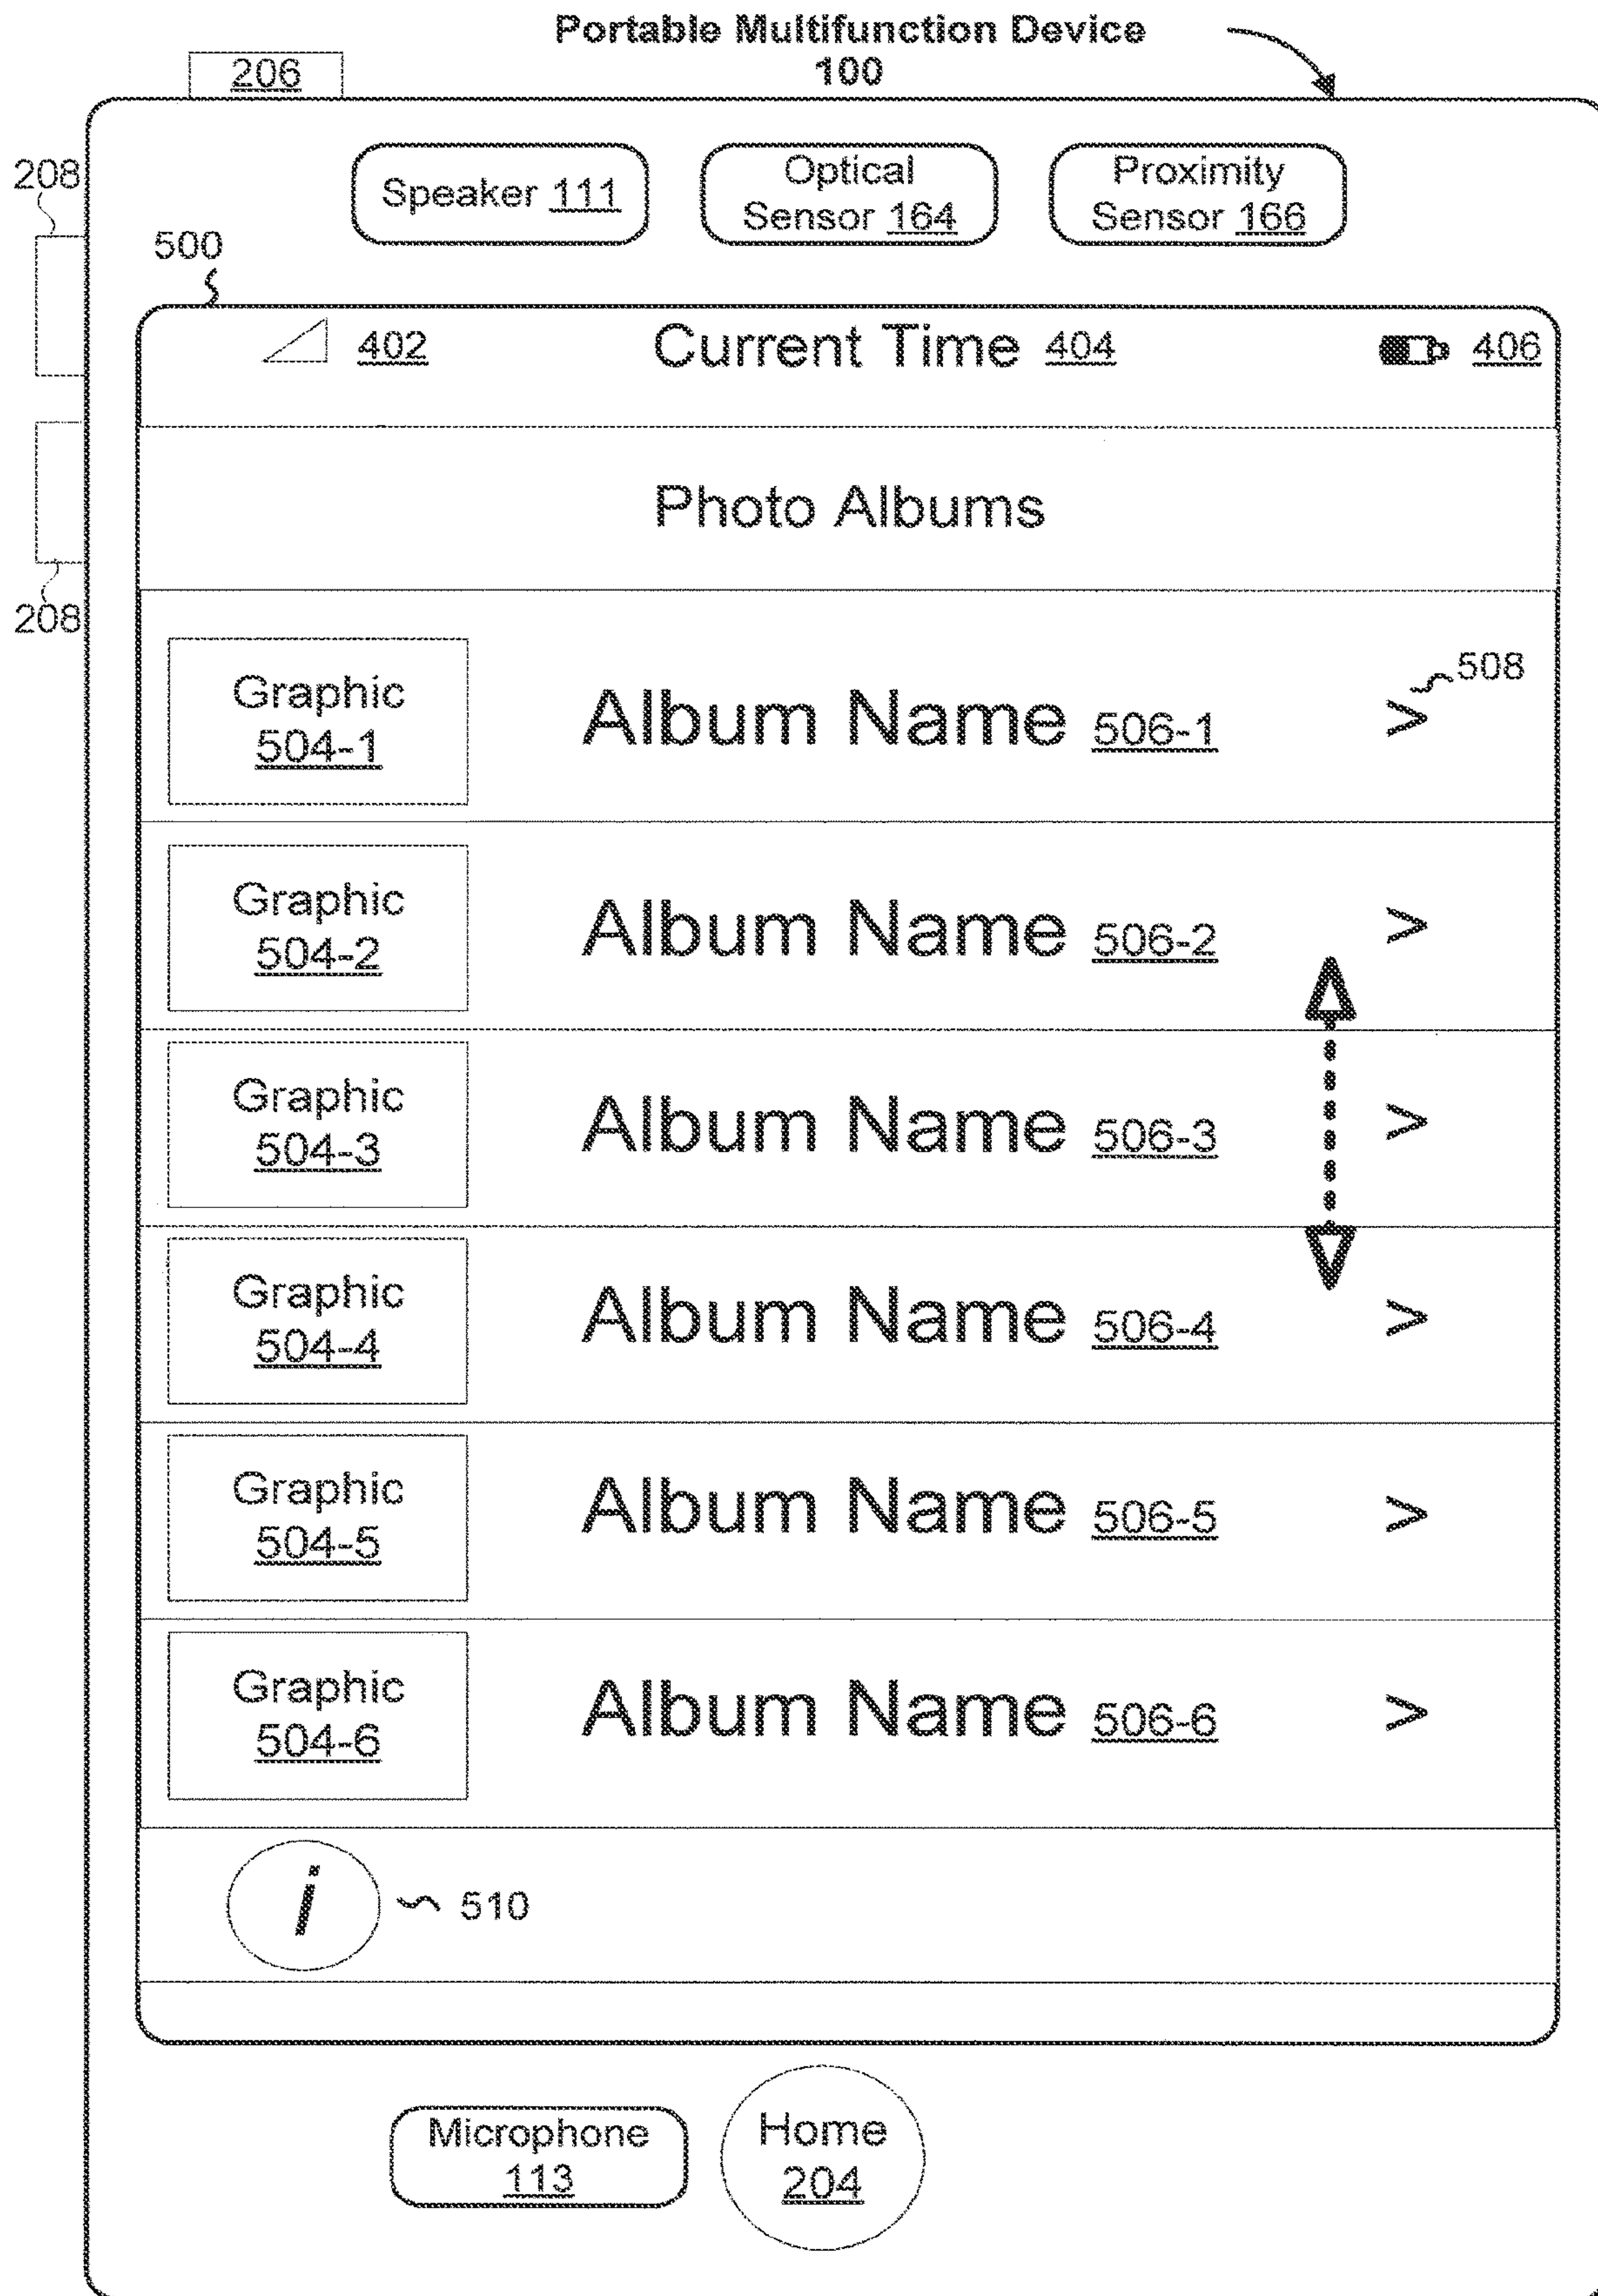 Portable Multifunction Device
100
206
208
Speaker 111
Optical
Sensor 164
Proximity
Sensor 166
500
402
Current Time 404
406
Photo Albums
208
Graphic
504-1
Album Name 506-1
>
508
Graphic
504-2
Album Name 506-2
>
Graphic
504-3
Album Name 506-3
>
Graphic
504-4
Album Name 506-4
>
Graphic
504-5
Album Name 506-5
>
Graphic
504-6
Album Name 506-6
>
i
510
Microphone
113
Home
204